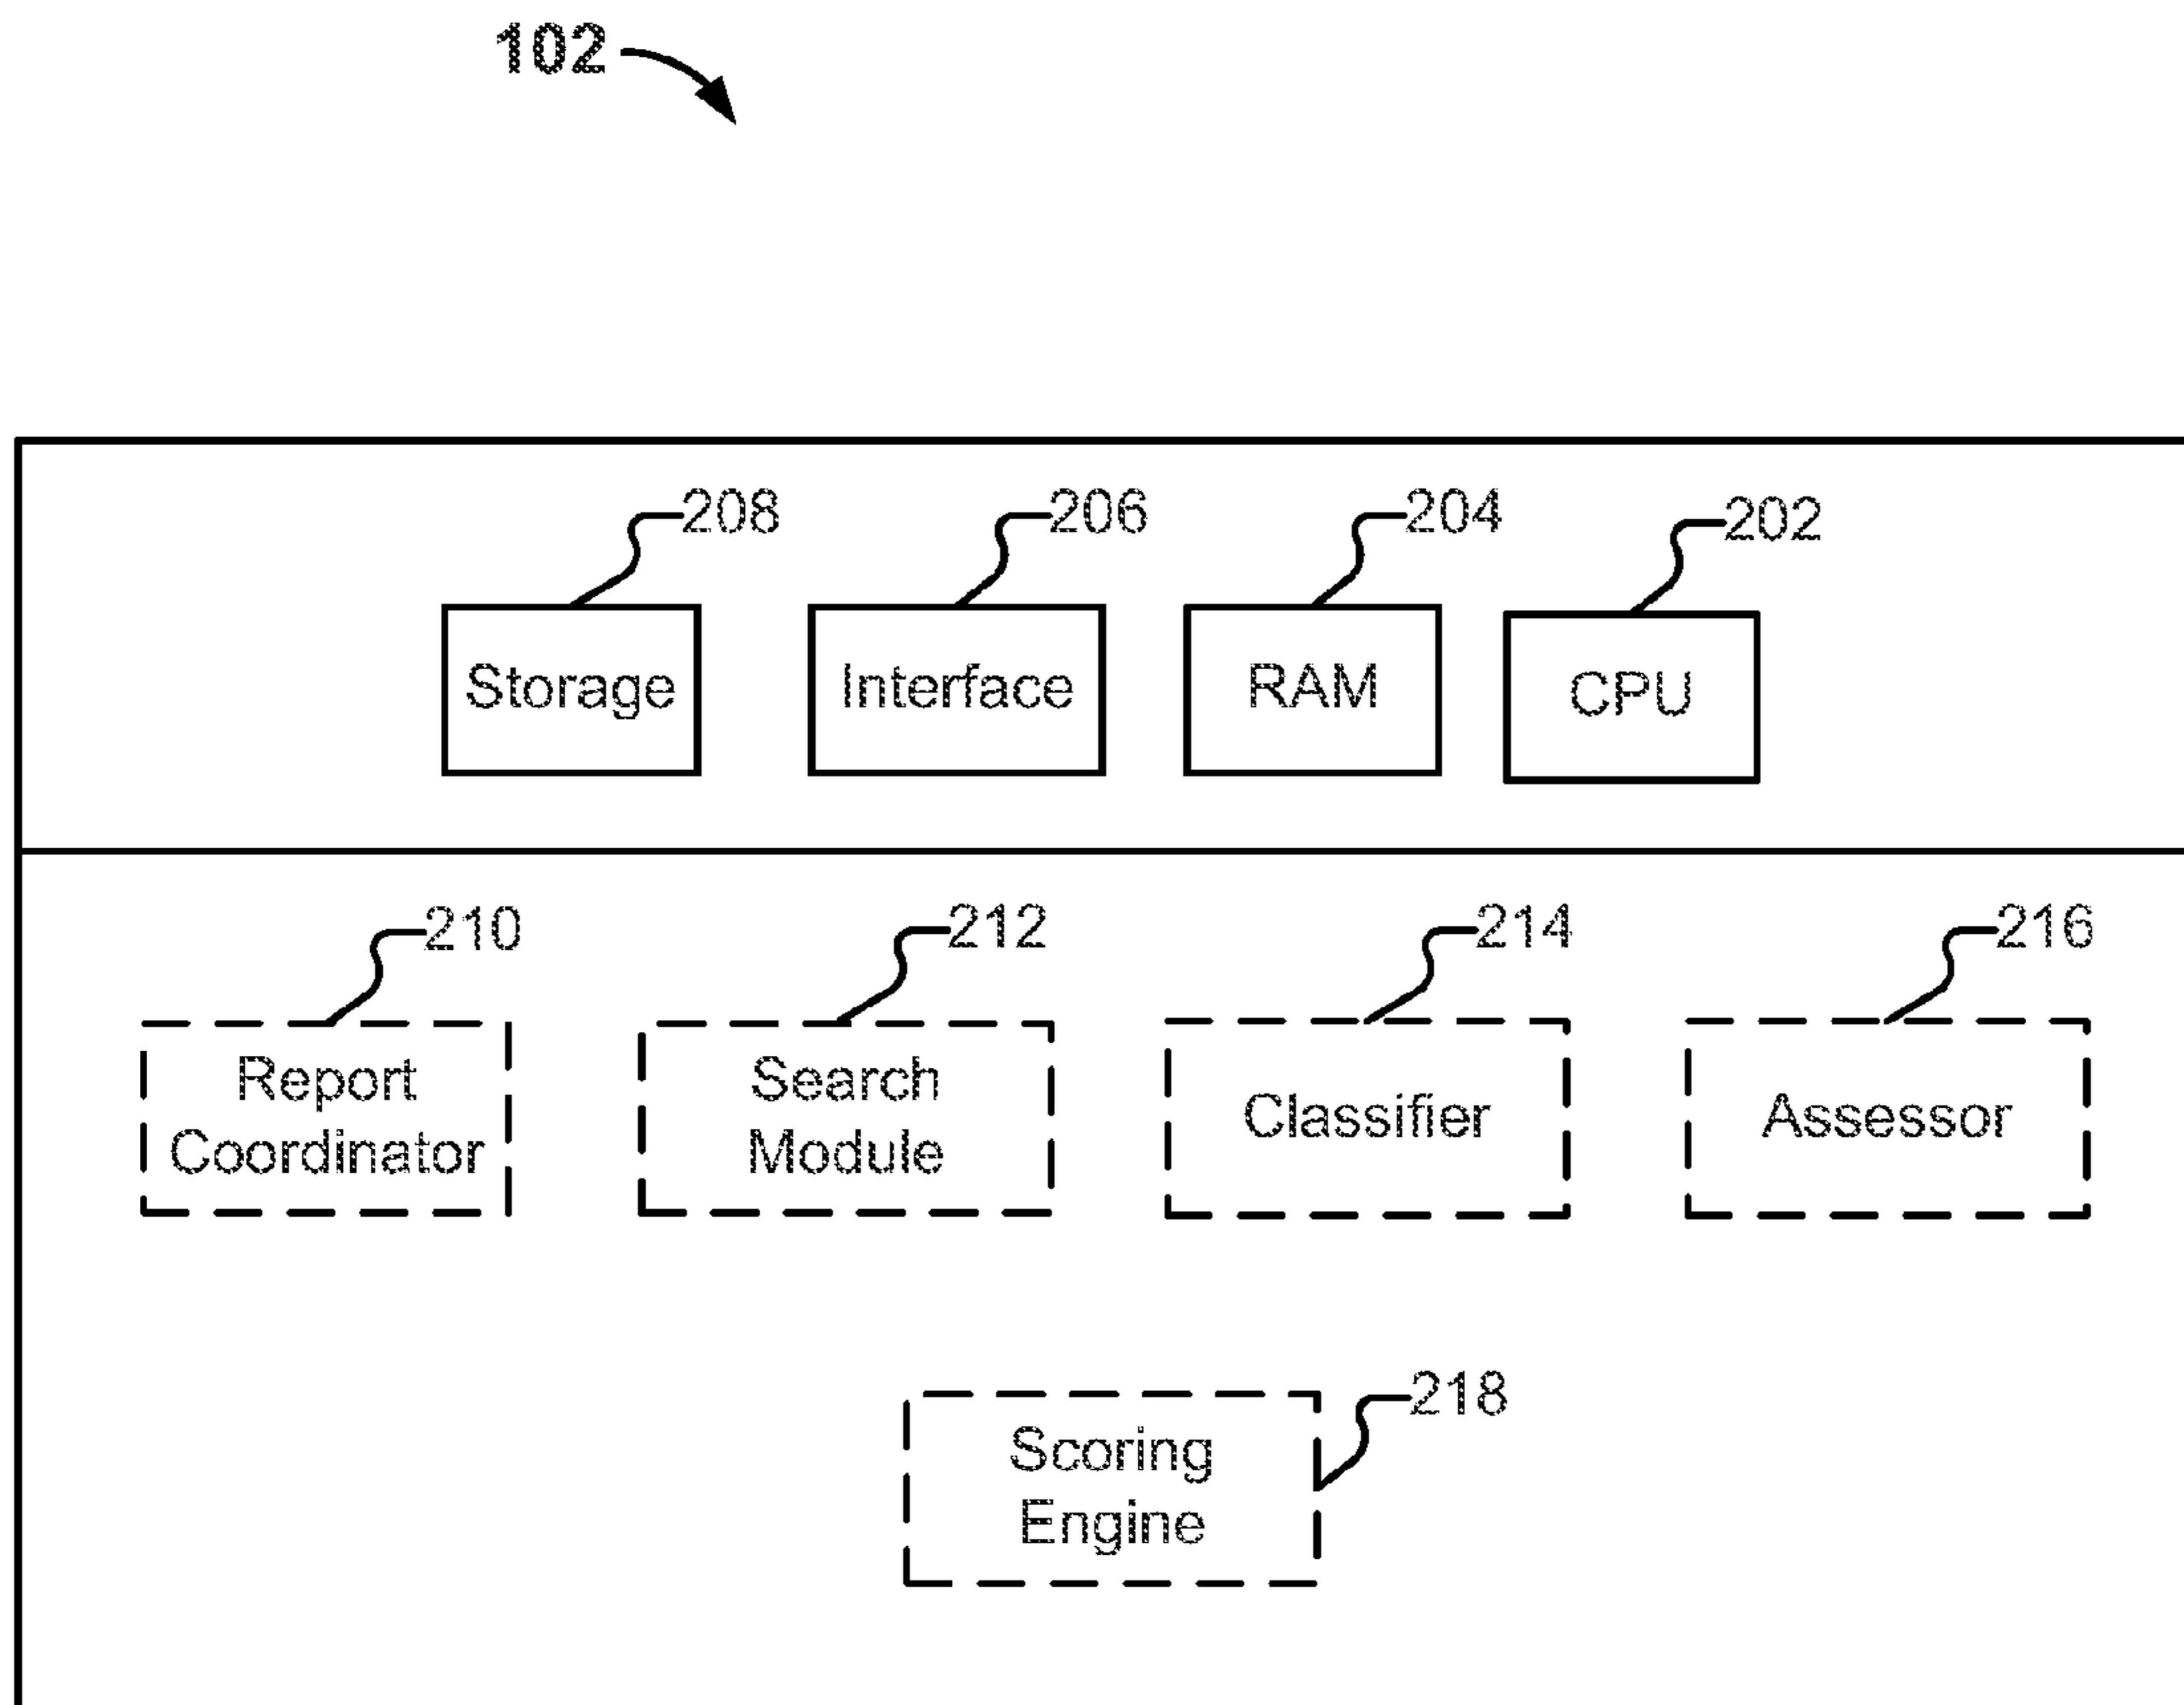 102
208
206
204
202
Storage
Interface
RAM
CPU
210
212
214
216
Report
Coordinator
Search
Module
Classifier
Assessor
218
Scoring
Engine